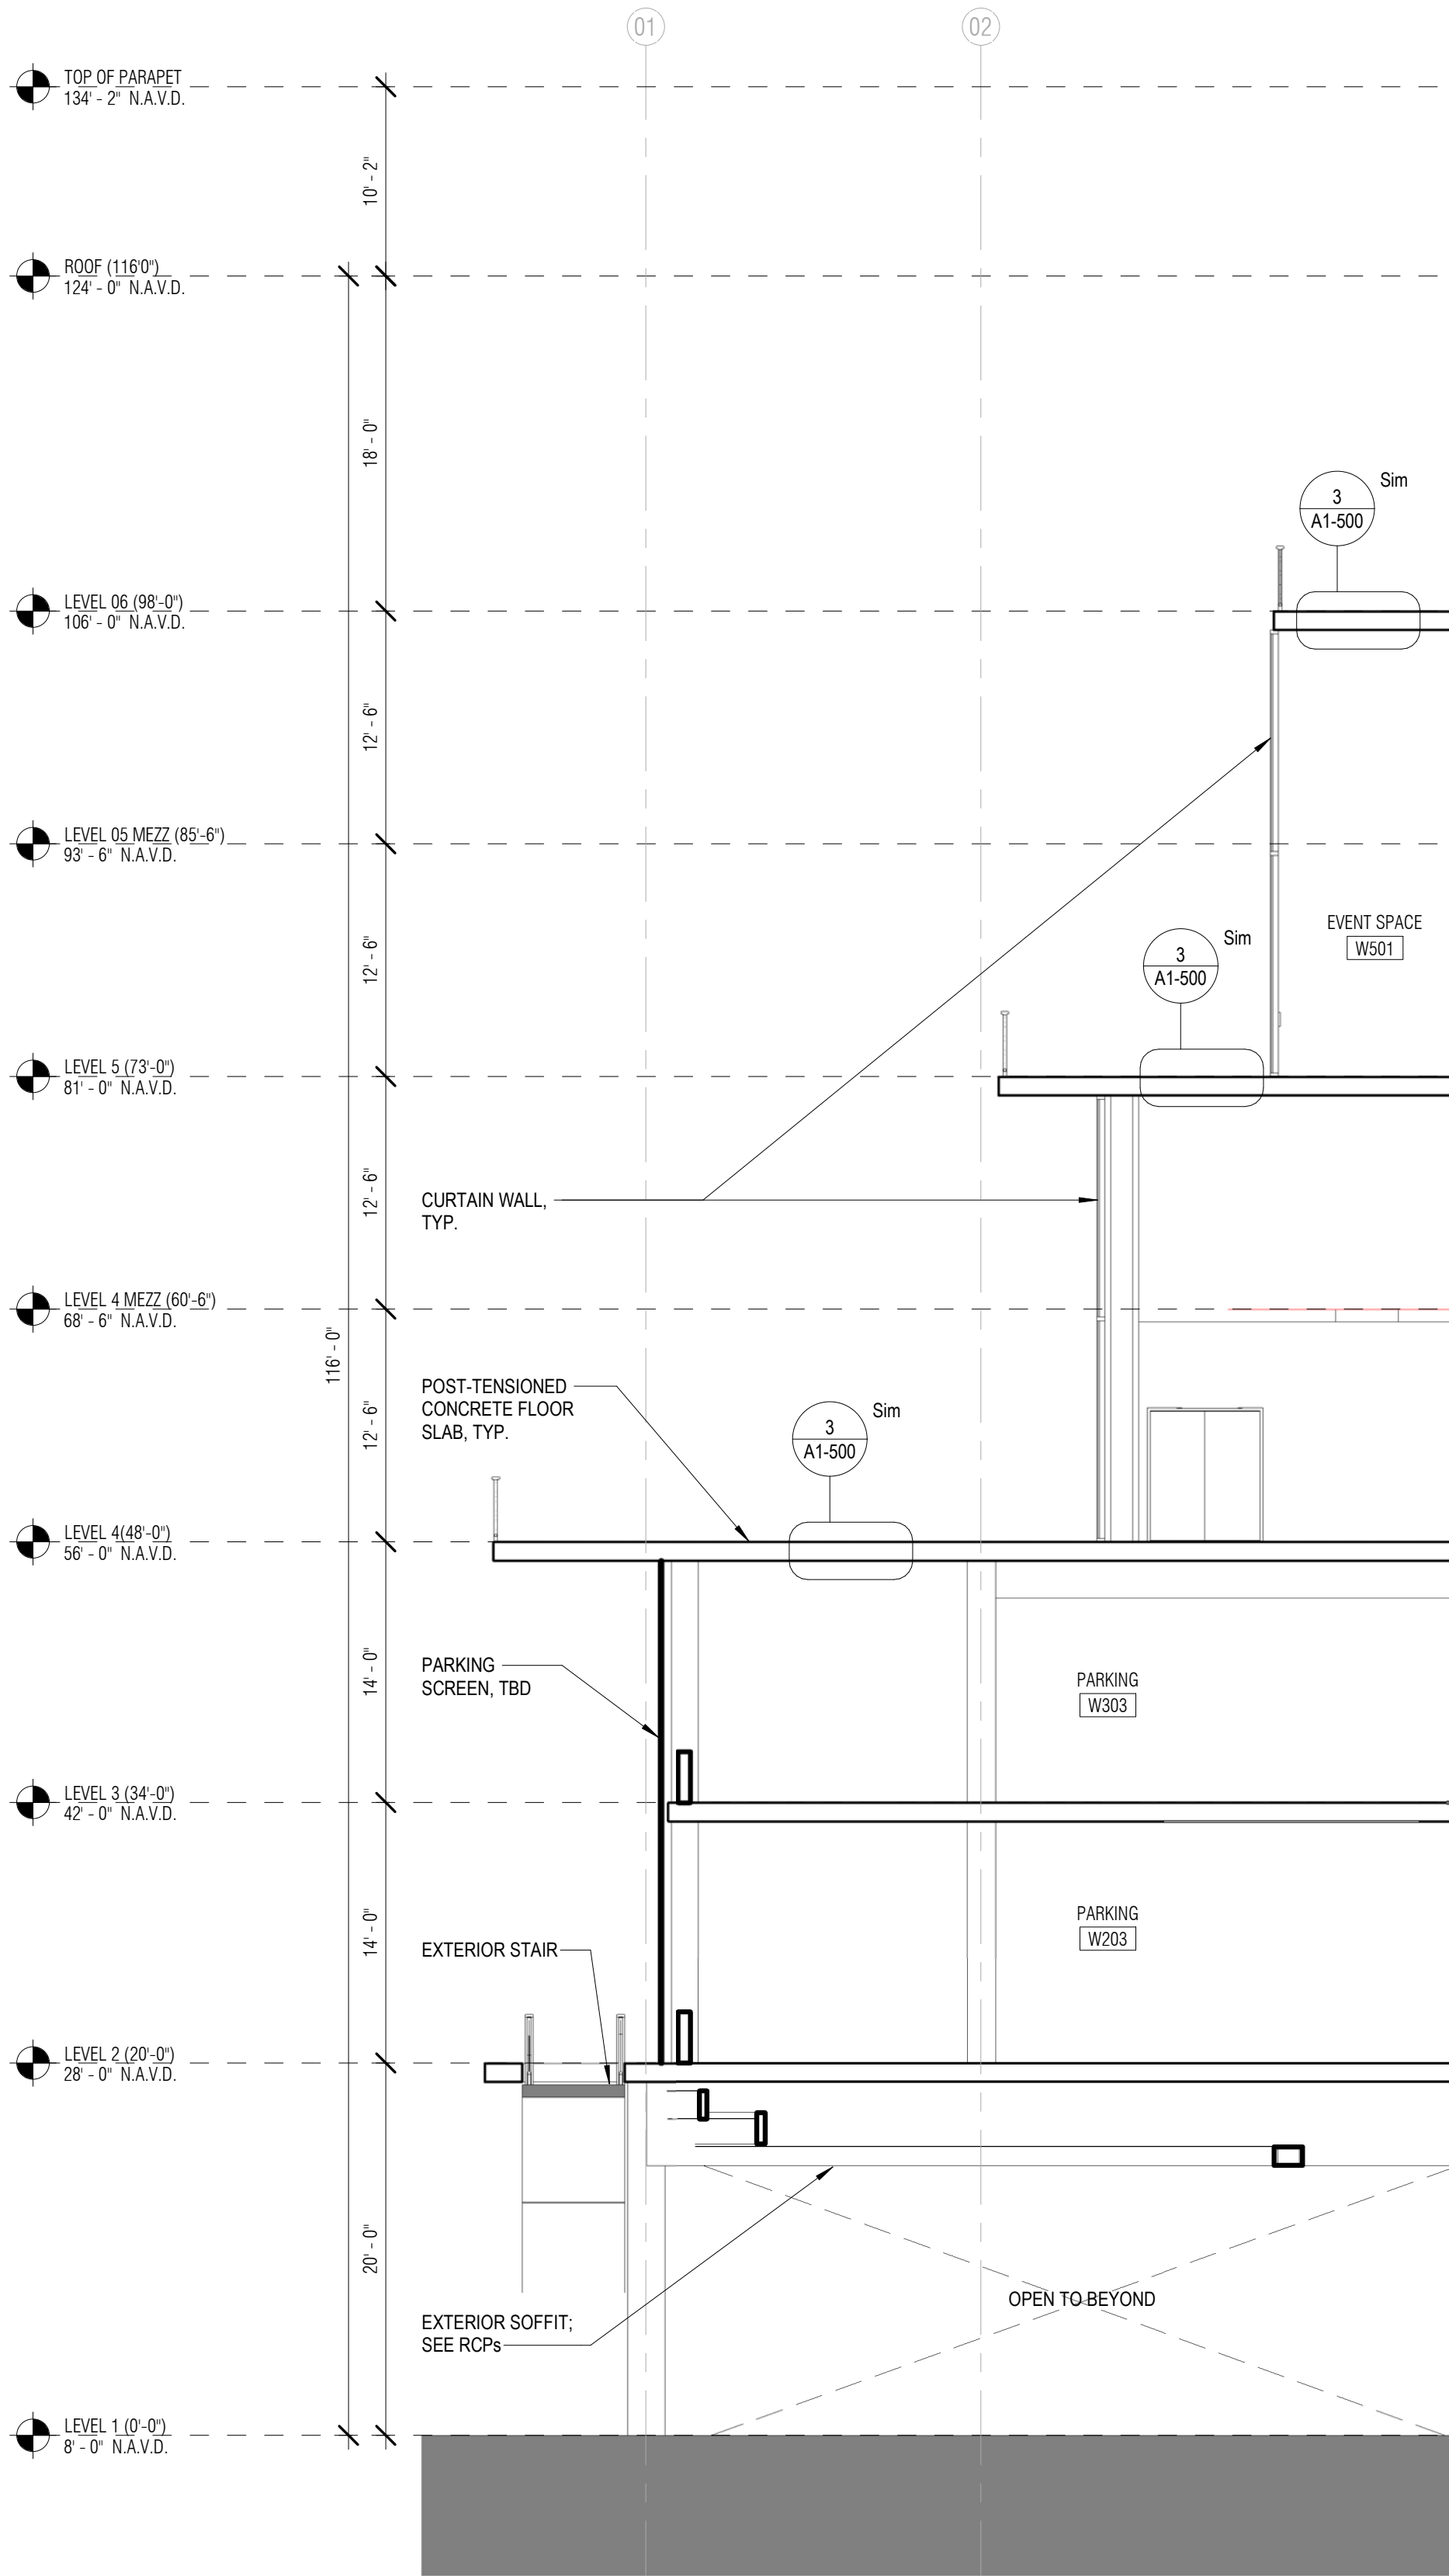 01
02
TOP OF PARAPET
134' - 2" N.A.V.D.
10' - 2"
ROOF (116'0")
124' - 0" N.A.V.D.
18' - 0"
3
A1-500
Sim
LEVEL 06 (98'-0")
106' - 0" N.A.V.D.
12' - 6"
LEVEL 05 MEZZ (85'-6")
93' - 6" N.A.V.D.
12' - 6"
EVENT SPACE
W501
3
A1-500
Sim
LEVEL 5 (73'-0")
81' - 0" N.A.V.D.
12' - 6"
CURTAIN WALL,
TYP.
LEVEL 4 MEZZ (60'-6")
68' - 6" N.A.V.D.
116' - 0"
12' - 6"
POST-TENSIONED
CONCRETE FLOOR
SLAB, TYP.
3
A1-500
Sim
LEVEL 4(48'-0")
56' - 0" N.A.V.D.
14' - 0"
PARKING
SCREEN, TBD
PARKING
W303
LEVEL 3 (34'-0")
42' - 0" N.A.V.D.
14' - 0"
PARKING
W203
EXTERIOR STAIR
LEVEL 2 (20'-0")
28' - 0" N.A.V.D.
20' - 0"
OPEN TO BEYOND
EXTERIOR SOFFIT;
SEE RCPs
LEVEL 1 (0'-0")
8' - 0" N.A.V.D.